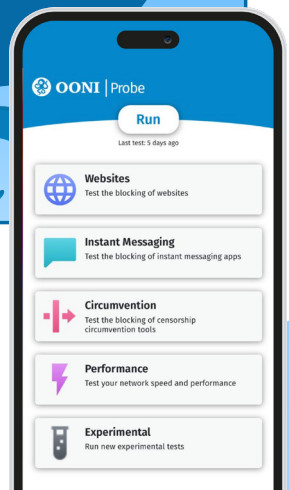 OONI | Probe
Run
Last test: 5 days ago
Websites
Test the blocking of websites
Instant Messaging
Test the blocking of instant messaging apps
Circumvention
Test the blocking of censorship
circumvention tools
Performance
Test your network speed and performance
Experimental
Run new experimental tests